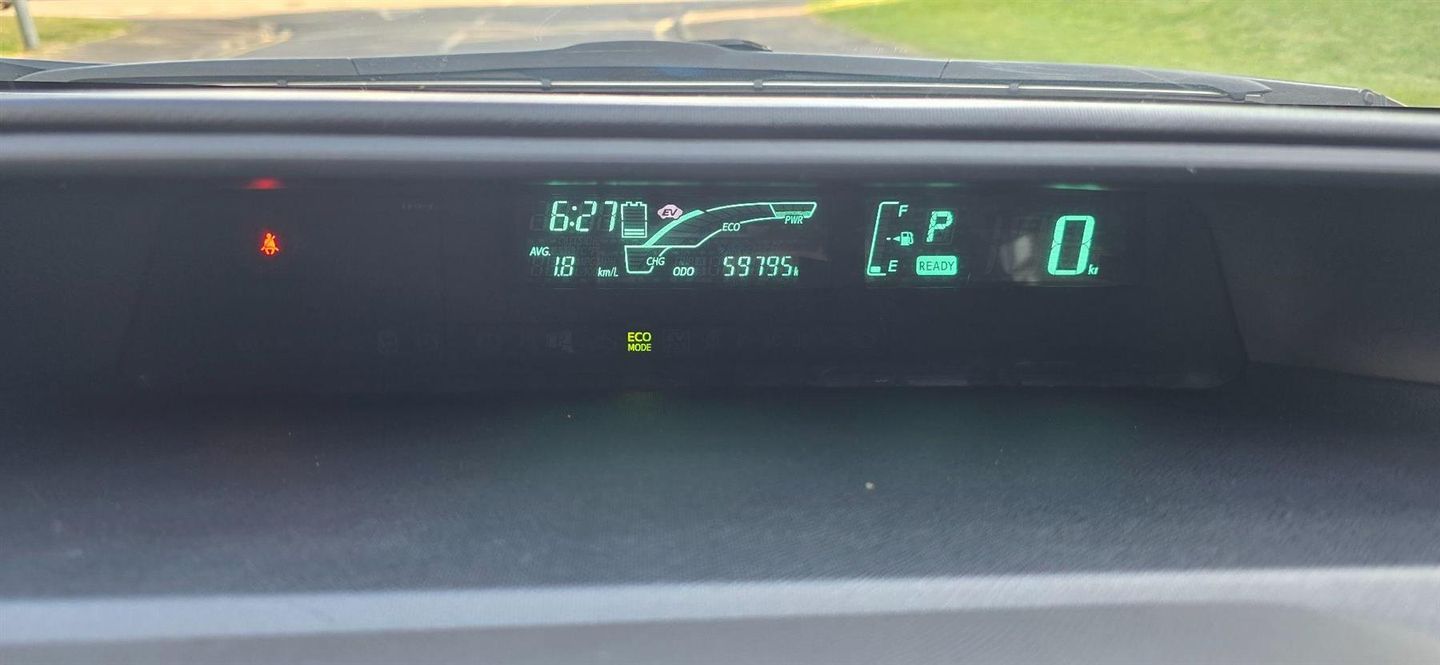 6:27 EV
PWR
ECO
AVG.
1.8 km/L
CHG
ODO 59795
F
P
E READY
0
ECO
MODE